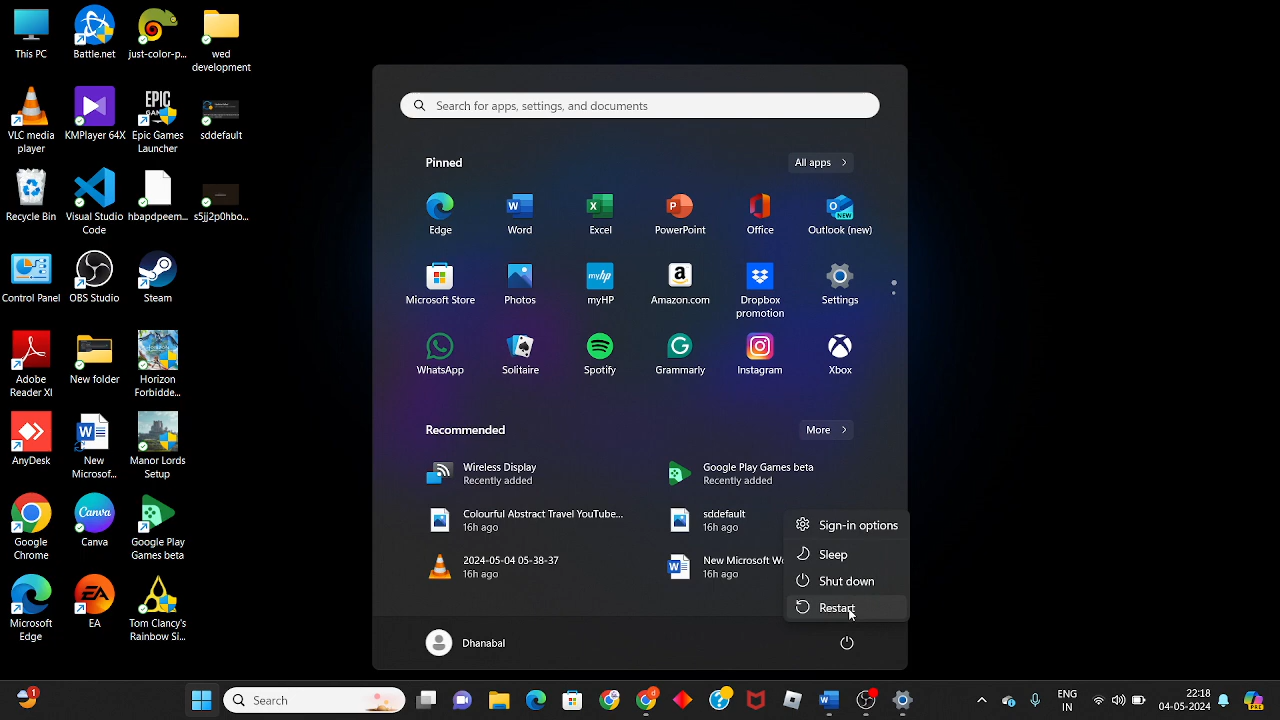 This PC
Battle.net
just-color-p...
wed
development
VLC media
player
KMPlayer 64X
Epic Games
Launcher
sddefault
Recycle Bin
Visual Studio
Code
hbapdpeem...
s5jj2p0hbo...
Control Panel
OBS Studio
Steam
Adobe
Reader XI
New folder
Horizon
Forbidde...
AnyDesk
New
Microsof...
Manor Lords
Setup
Google
Chrome
Canva
Google Play
Games beta
Microsoft
Edge
EA
Tom Clancy's
Rainbow Si...
Search for apps, settings, and documents
Pinned
All apps
Edge
Word
Excel
PowerPoint
Office
Outlook (new)
Microsoft Store
Photos
myHP
Amazon.com
Dropbox
promotion
Settings
WhatsApp
Solitaire
Spotify
Grammarly
Instagram
Xbox
Recommended
More
Wireless Display
Recently added
Google Play Games beta
Recently added
Colourful Abstract Travel YouTube...
16h ago
sddefault
16h ago
2024-05-04 05-38-37
16h ago
New Microsoft Wo
16h ago
Sign-in options
Sleep
Shut down
Restart
Dhanabal
1
Search
ENG
IN
22:18
04-05-2024